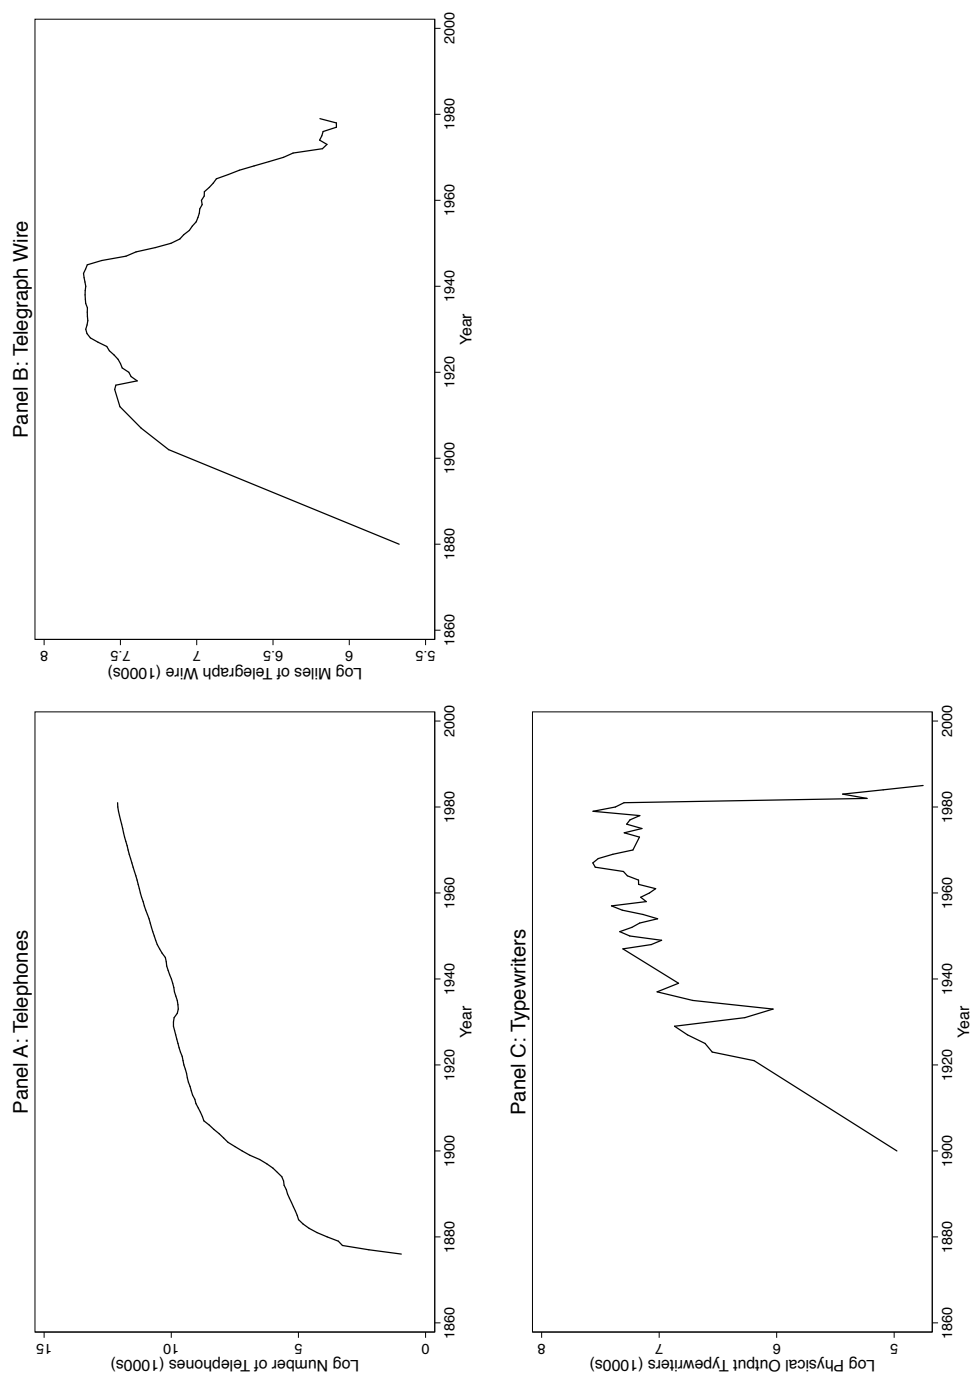 Panel A: Telephones
Log Number of Telephones (1000s)
15
10
5
0
1860 1880 1900 1920 1940 1960 1980 2000
Year
Panel B: Telegraph Wire
Log Miles of Telegraph Wire (1000s)
8
7.5
7
6.5
6
5.5
1860 1880 1900 1920 1940 1960 1980 2000
Year
Panel C: Typewriters
Log Physical Output Typewriters (1000s)
8
7
6
5
1860 1880 1900 1920 1940 1960 1980 2000
Year